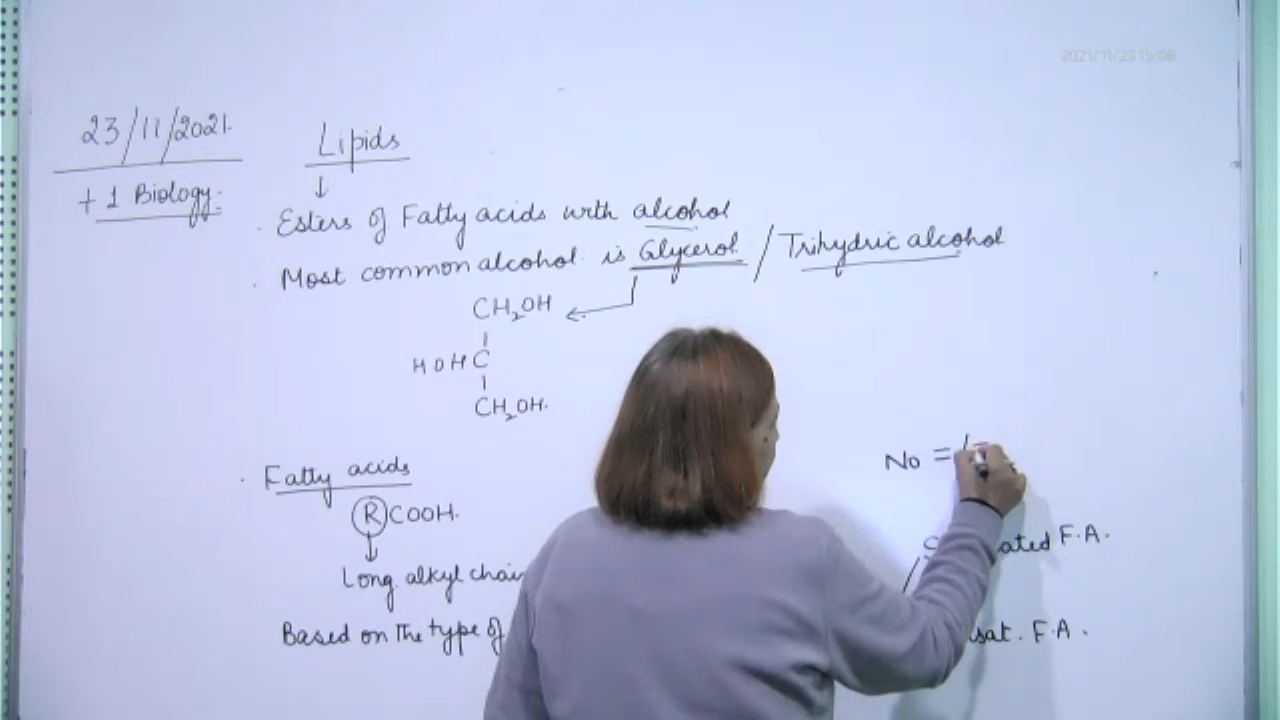 2021/11/23 15:08
23/11/2021.
+1 Biology.
Lipids
↓
. Esters of Fatty acids with alcohol
. Most common alcohol. is Glycerol / Trihydric alcohol
CH₂OH
HOHC
CH₂OH.
. Fatty acids
RCOOH.
Long alkyl chain
Based on the type of
No =
F.A.
sat. F.A.